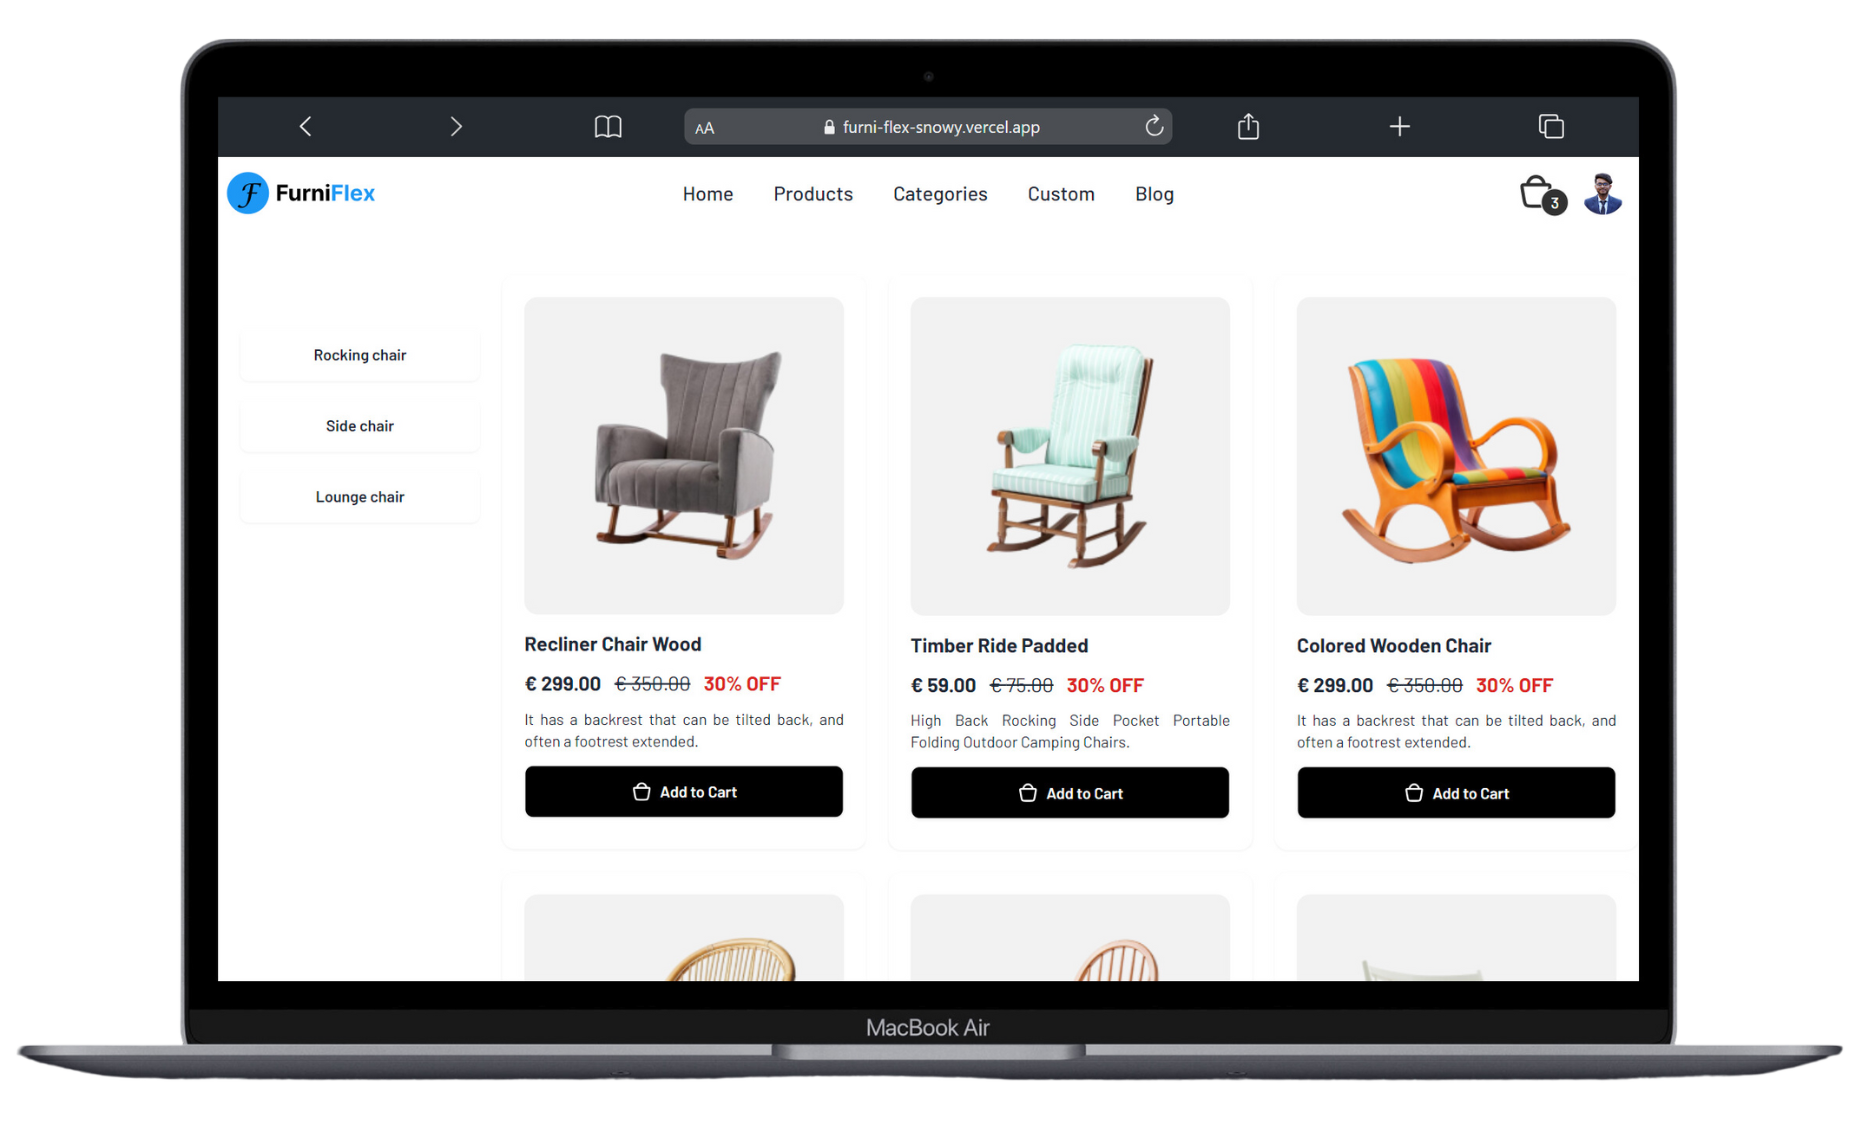 AA
furni-flex-snowy.vercel.app
F FurniFlex
Home Products Categories Custom Blog
3
Rocking chair
Side chair
Lounge chair
Recliner Chair Wood
€ 299.00 € 350.00 30% OFF
It has a backrest that can be tilted back, and
often a footrest extended.
Add to Cart
Timber Ride Padded
€ 59.00 € 75.00 30% OFF
High Back Rocking Side Pocket Portable
Folding Outdoor Camping Chairs.
Add to Cart
Colored Wooden Chair
€ 299.00 € 350.00 30% OFF
It has a backrest that can be tilted back, and
often a footrest extended.
Add to Cart
MacBook Air